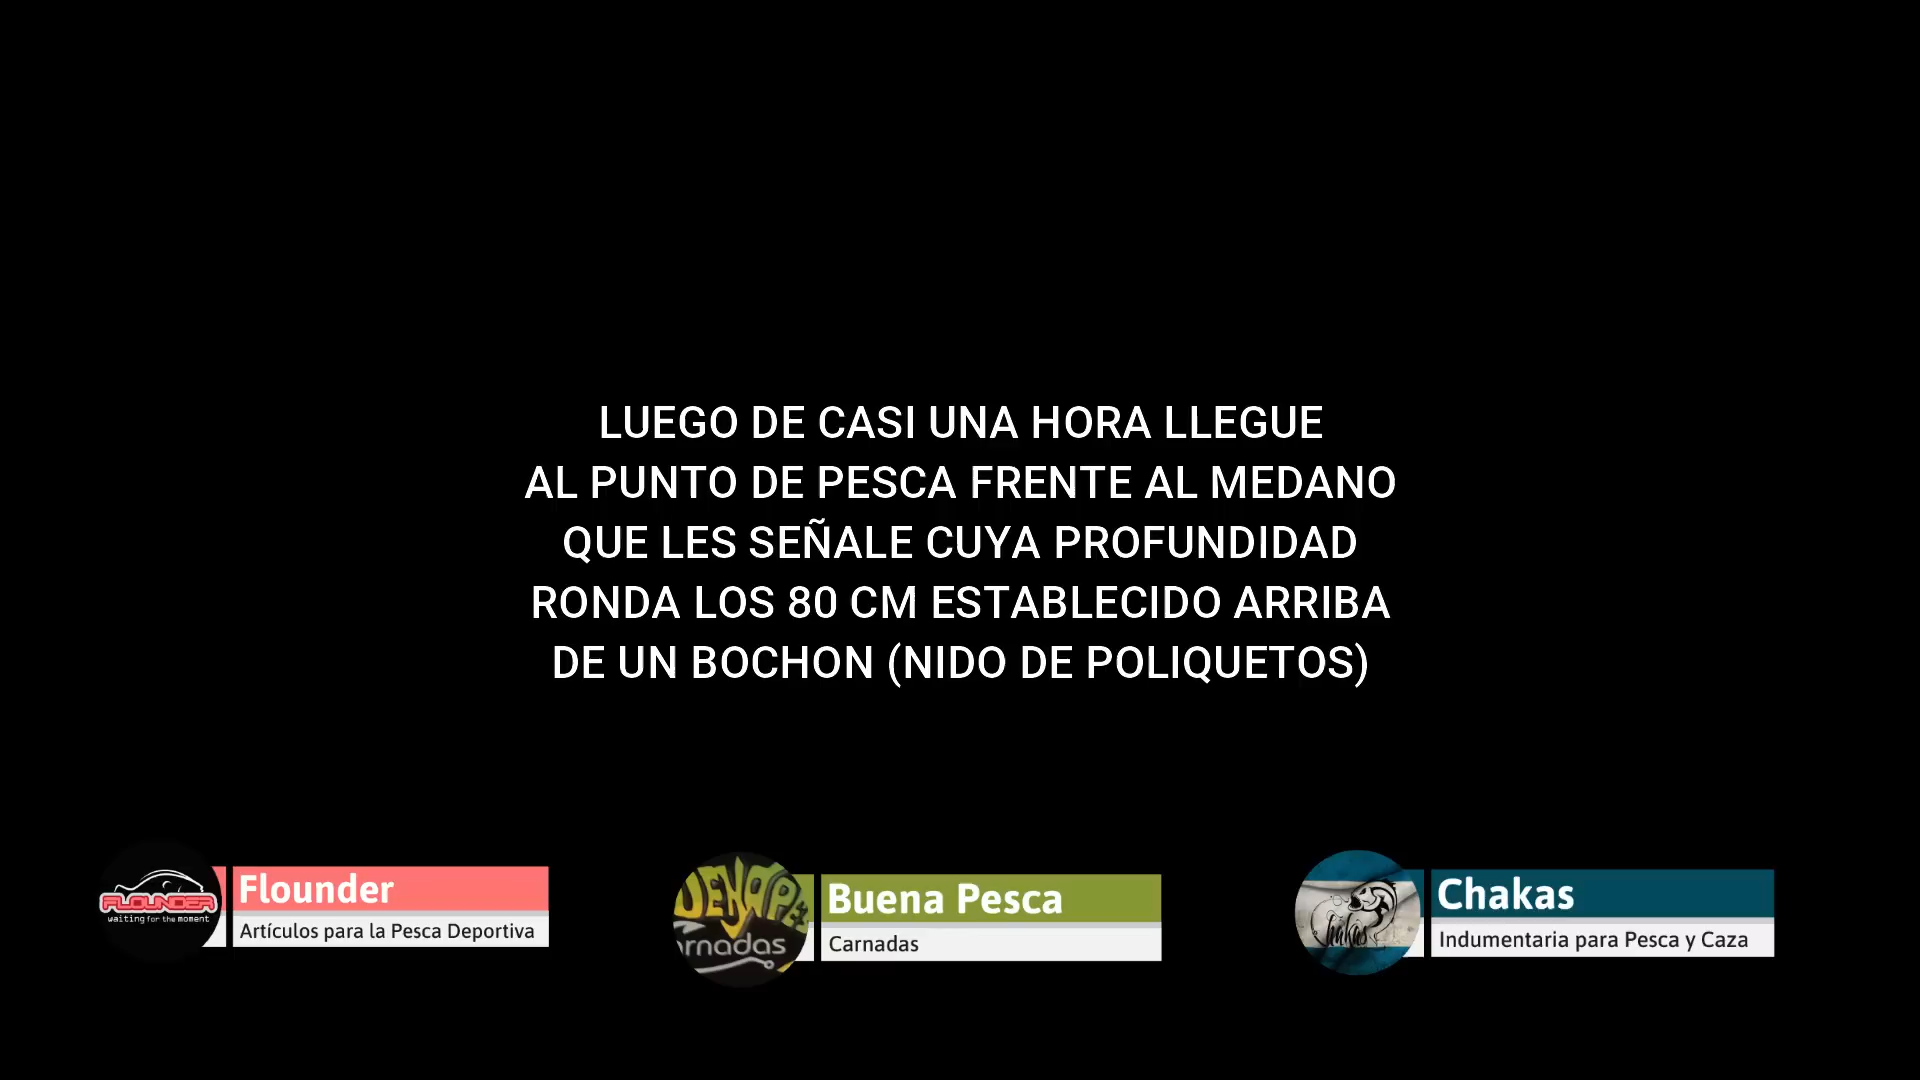 LUEGO DE CASI UNA HORA LLEGUE
AL PUNTO DE PESCA FRENTE AL MEDANO
QUE LES SEÑALE CUYA PROFUNDIDAD
RONDA LOS 80 CM ESTABLECIDO ARRIBA
DE UN BOCHON (NIDO DE POLIQUETOS)
FLOUNDER
waiting for the moment
Flounder
Artículos para la Pesca Deportiva
Buena Pesca
Carnadas
Chakas
Chakas
Indumentaria para Pesca y Caza